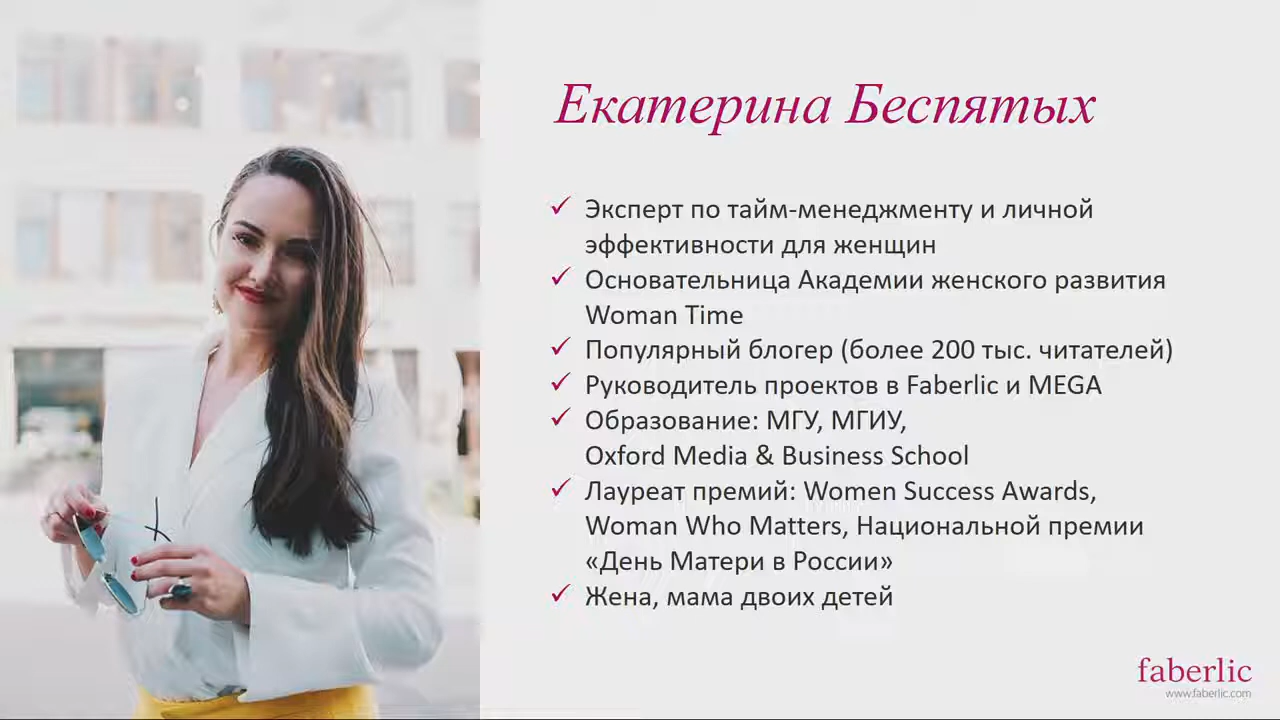 Екатерина Беспятых
Эксперт по тайм-менеджменту и личной
эффективности для женщин
Основательница Академии женского развития
Woman Time
Популярный блогер (более 200 тыс. читателей)
Руководитель проектов в Faberlic и MEGA
Образование: МГУ, МГИУ,
Oxford Media & Business School
Лауреат премий: Women Success Awards,
Woman Who Matters, Национальной премии
«День Матери в России»
Жена, мама двоих детей
faberlic
www.faberlic.com